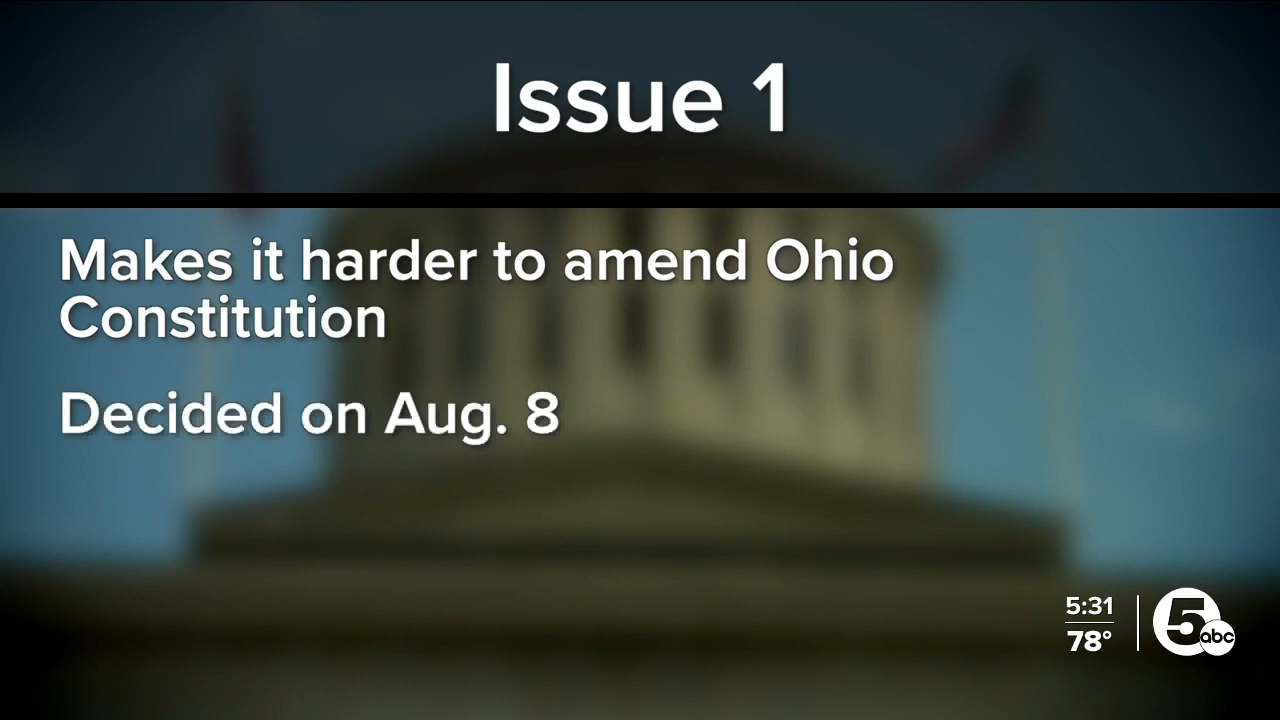 Issue 1
Makes it harder to amend Ohio
Constitution
Decided on Aug. 8
5:31
78°
5
abc